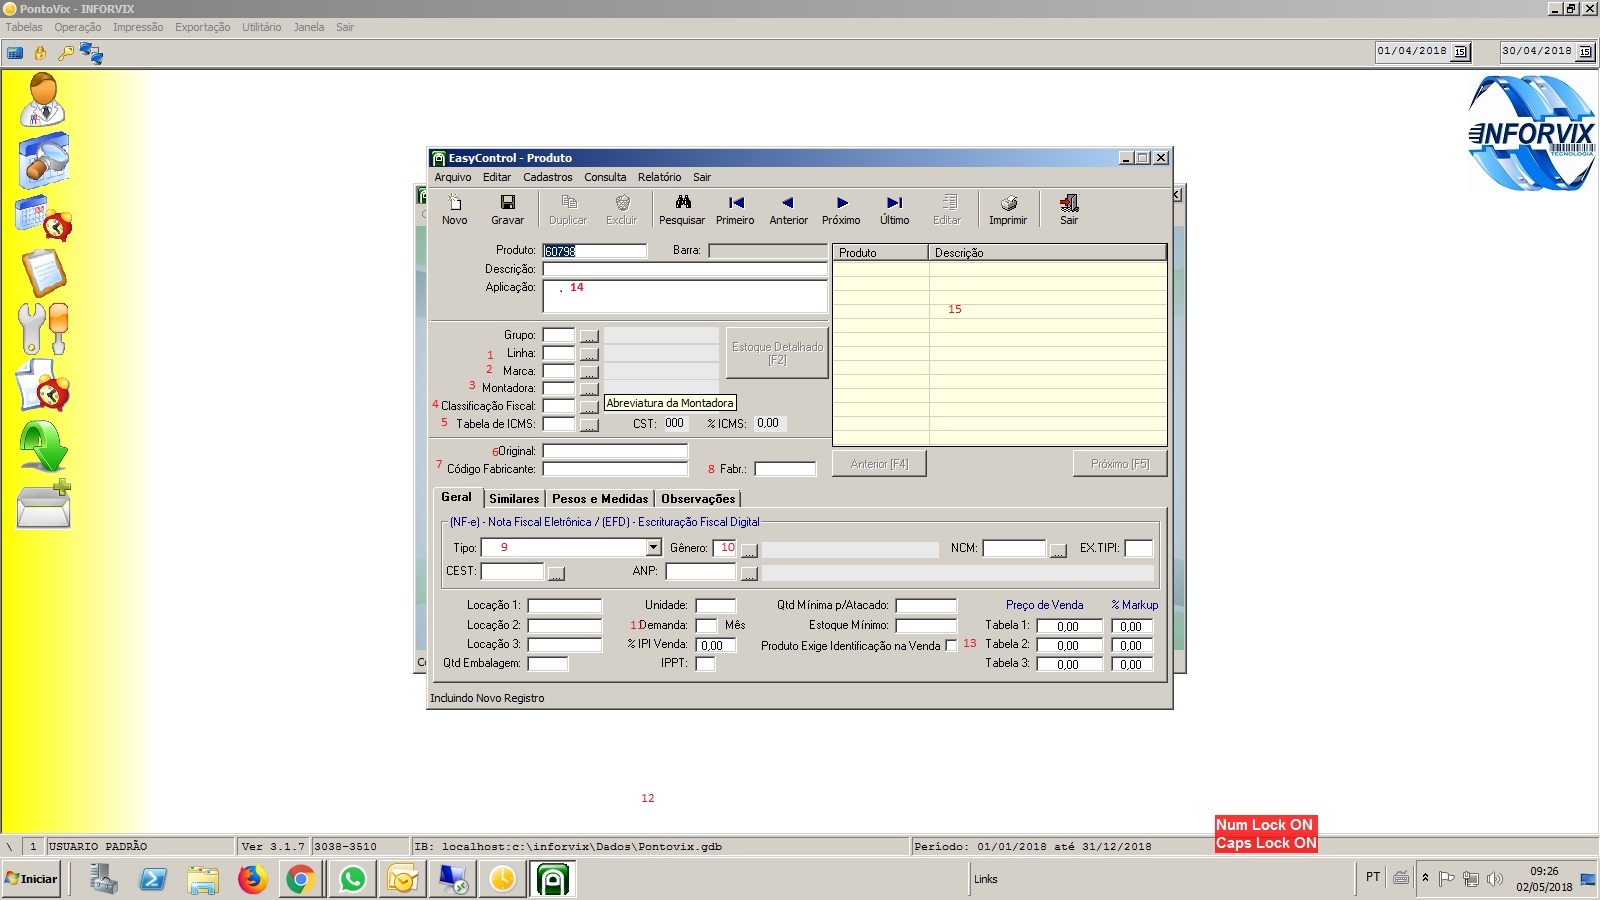 PontoVix - INFORVIX
Tabelas Operação Impressão Exportação Utilitário Janela Sair
01/04/2018 15 30/04/2018 15
INFORVIX
TECNOLOGIA
EasyControl - Produto
Arquivo Editar Cadastros Consulta Relatório Sair
Novo Gravar Duplicar Excluir Pesquisar Primeiro Anterior Próximo Último Editar Imprimir Sair
Produto: 60798 Barra: Produto Descrição
Descrição:
Aplicação: . 14
15
Grupo: ...
1 Linha: ... Estoque Detalhado
[F2]
2 Marca: ...
3 Montadora: ...
4 Classificação Fiscal: ... Abreviatura da Montadora
5 Tabela de ICMS: ... CST: 000 % ICMS: 0,00
6 Original:
7 Código Fabricante: 8 Fabr.: Anterior [F4] Próximo [F5]
Geral Similares Pesos e Medidas Observações
(NF-e) - Nota Fiscal Eletrônica / (EFD) - Escrituração Fiscal Digital
Tipo: 9 Gênero: 10 ... NCM: ... EX.TIPI:
CEST: ... ANP: ...
Locação 1: Unidade: Qtd Mínima p/Atacado: Preço de Venda % Markup
Locação 2: 11 Demanda: Mês Estoque Mínimo: Tabela 1: 0,00 0,00
Locação 3: % IPI Venda: 0,00 Produto Exige Identificação na Venda 13 Tabela 2: 0,00 0,00
Qtd Embalagem: IPPT: Tabela 3: 0,00 0,00
Incluindo Novo Registro
12
Num Lock ON
Caps Lock ON
\ 1 USUARIO PADRÃO Ver 3.1.7 3038-3510 IB: localhost:c:\inforvix\Dados\Pontovix.gdb Período: 01/01/2018 até 31/12/2018
Iniciar Links PT 09:26
02/05/2018